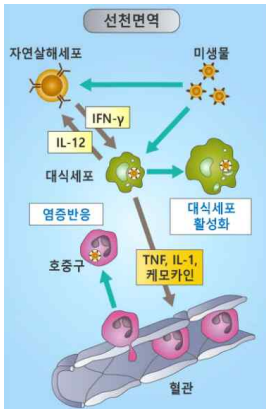 선천면역
자연살해세포
미생물
IFN-γ
IL-12
대식세포
대식세포
활성화
염증반응
호중구
TNF, IL-1,
케모카인
혈관